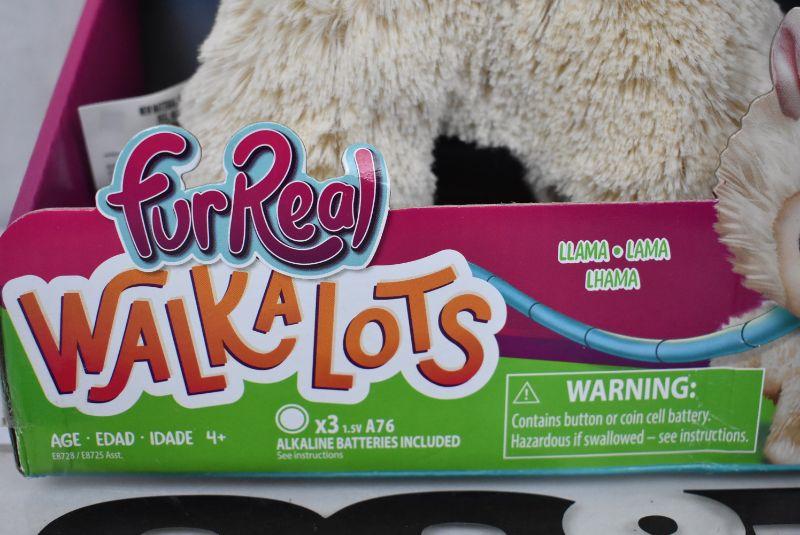 furReal
WALKALOTS
LLAMA • LAMA
LHAMA
AGE · EDAD · IDADE 4+
E8728 / E8725 Asst.
x3 1.5V A76
ALKALINE BATTERIES INCLUDED
See instructions
WARNING:
Contains button or coin cell battery.
Hazardous if swallowed – see instructions.